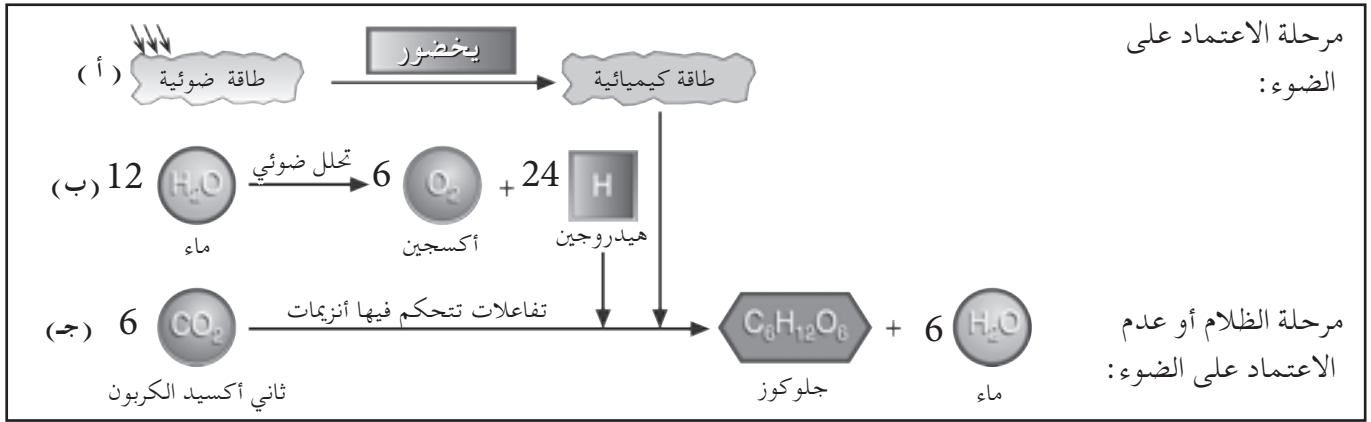 مرحلة الاعتماد على
الضوء:
(أ) طاقة ضوئية يخضور طاقة كيميائية
(ب) 12 H₂O تحلل ضوئي 6 O₂ + 24 H
ماء أكسجين هيدروجين
مرحلة الظلام أو عدم
الاعتماد على الضوء:
(جـ) 6 CO₂ تفاعلات تتحكم فيها أنزيمات C₆H₁₂O₆ + 6 H₂O
ثاني أكسيد الكربون جلوكوز ماء